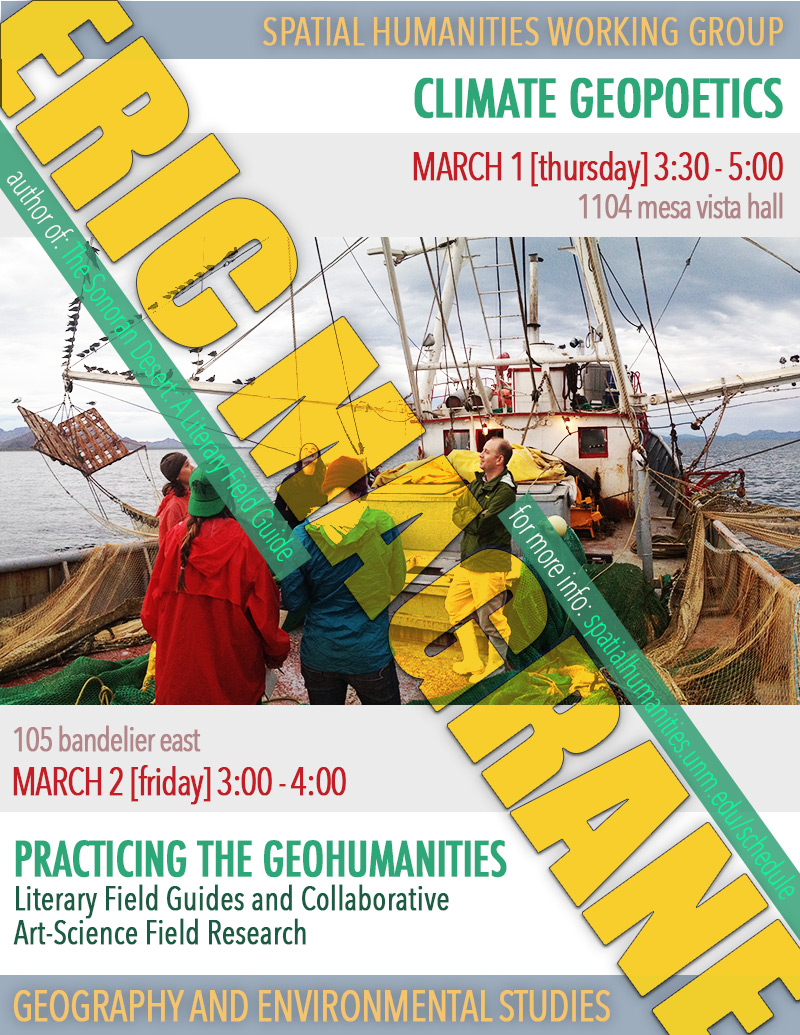 SPATIAL HUMANITIES WORKING GROUP
CLIMATE GEOPOETICS
MARCH 1 [thursday] 3:30 - 5:00
1104 mesa vista hall
ERIC MAGRANE
author of: The Sonoran Desert: A Literary Field Guide
for more info: spatialhumanities.unm.edu/schedule
105 bandelier east
MARCH 2 [friday] 3:00 - 4:00
PRACTICING THE GEOHUMANITIES
Literary Field Guides and Collaborative
Art-Science Field Research
GEOGRAPHY AND ENVIRONMENTAL STUDIES